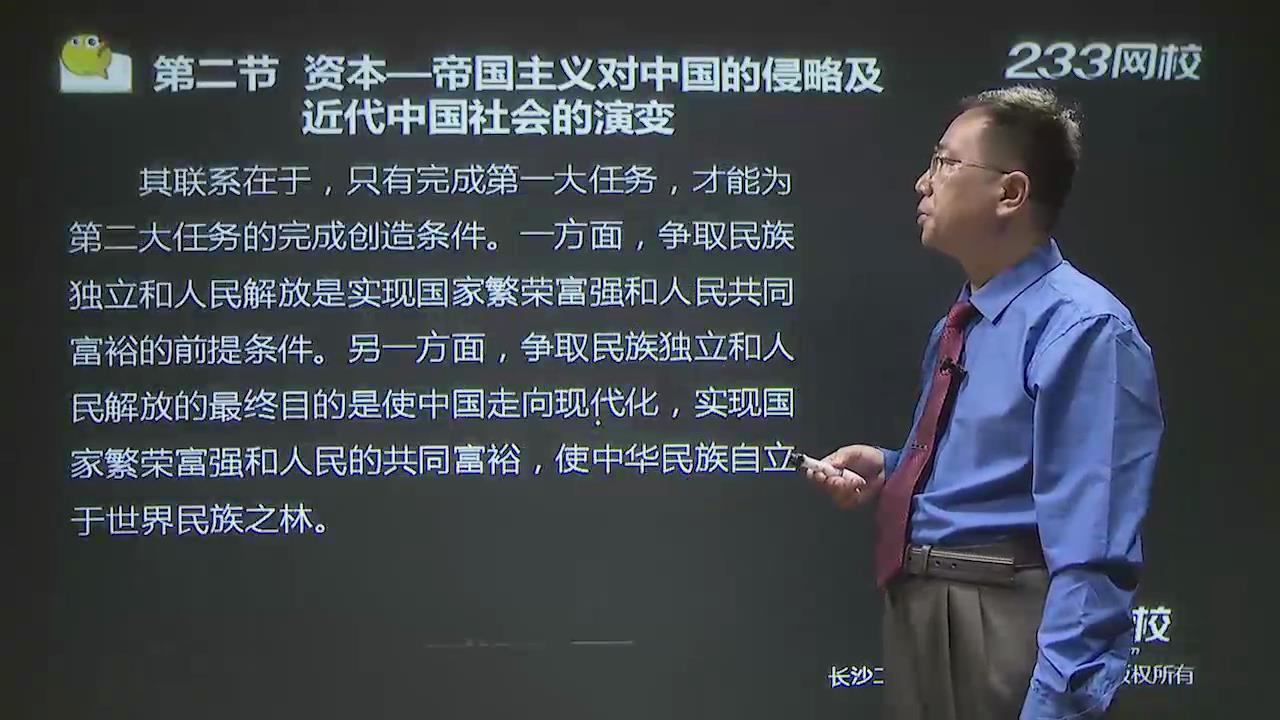 第二节 资本—帝国主义对中国的侵略及
近代中国社会的演变
233网校
其联系在于，只有完成第一大任务，才能为
第二大任务的完成创造条件。一方面，争取民族
独立和人民解放是实现国家繁荣富强和人民共同
富裕的前提条件。另一方面，争取民族独立和人
民解放的最终目的是使中国走向现代化，实现国
家繁荣富强和人民的共同富裕，使中华民族自立
于世界民族之林。
校
长沙二
权所有